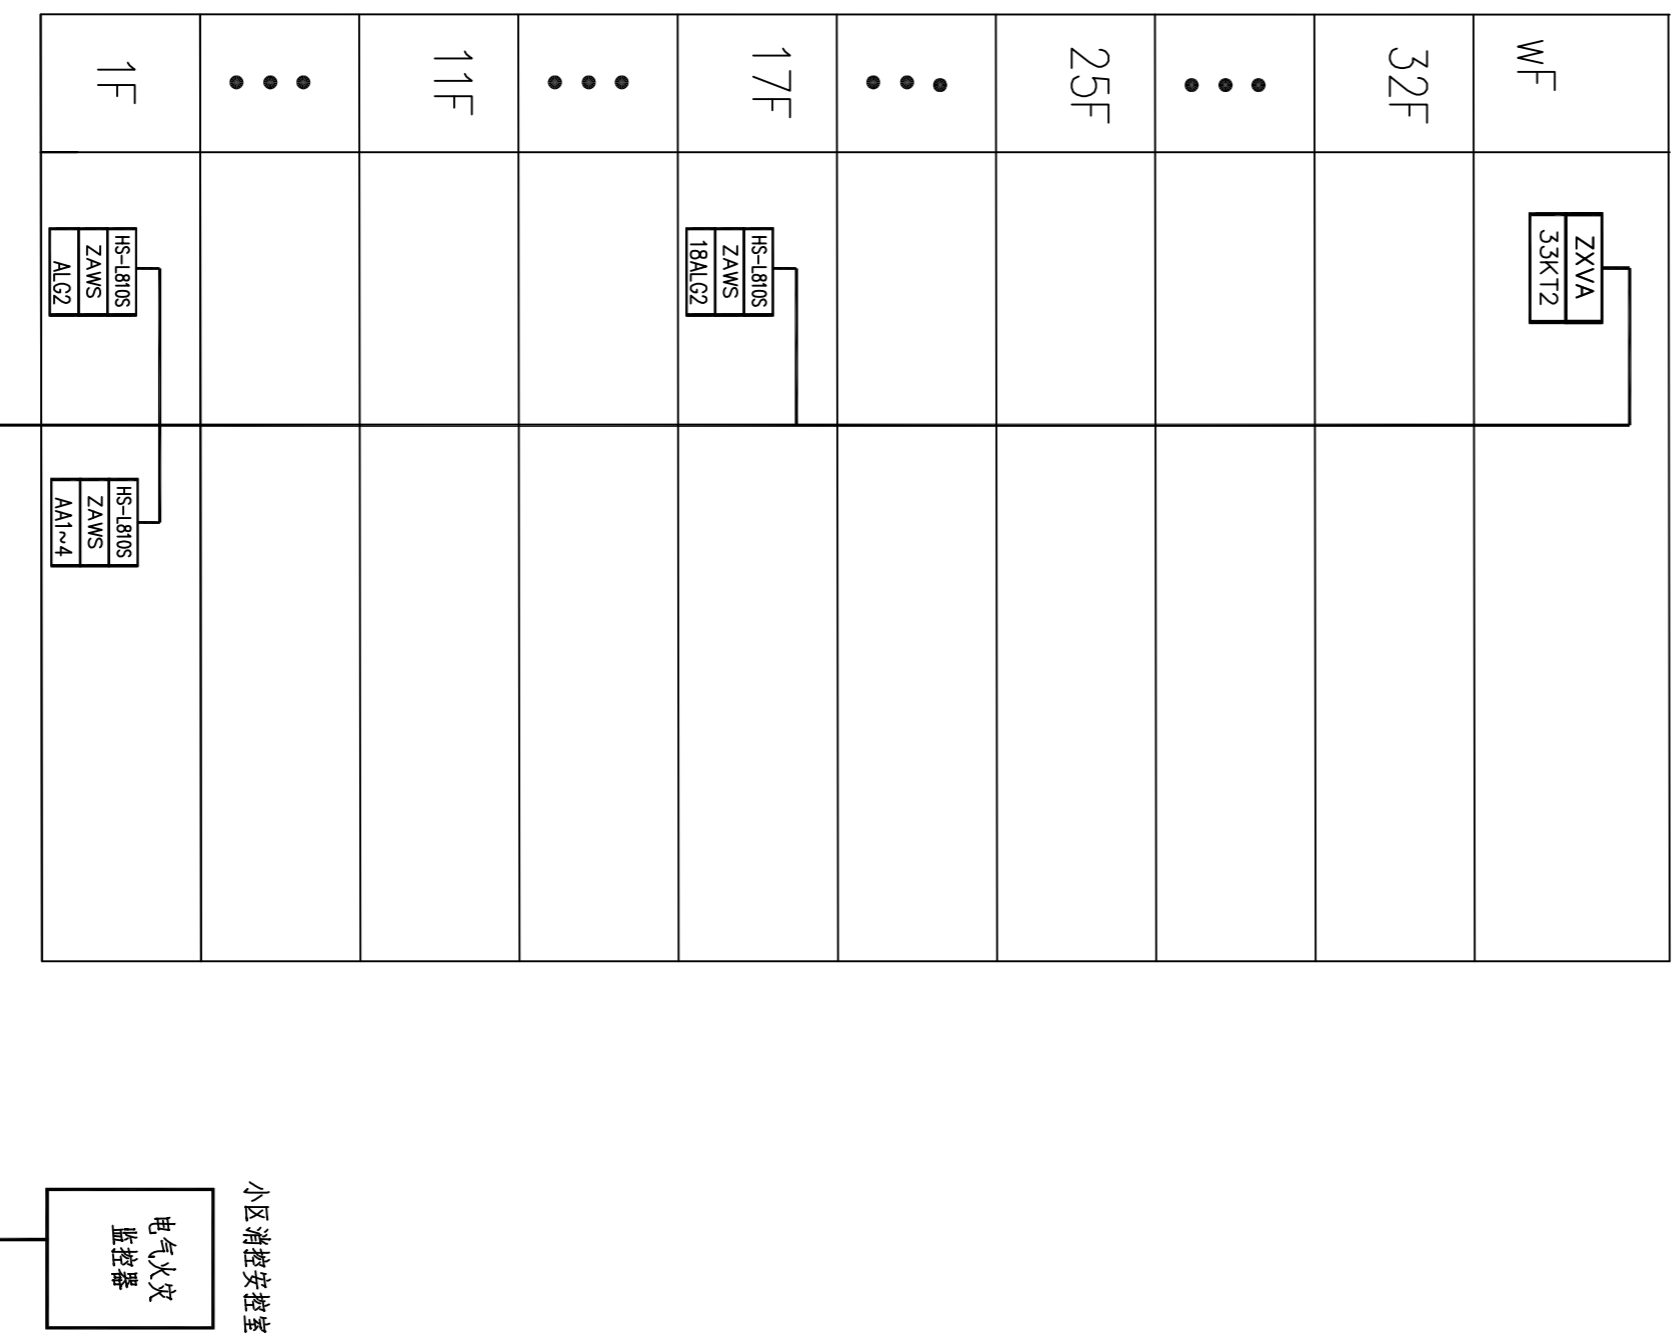 WF
32F
25F
17F
11F
1F
ZXVA
33KT2
HS-L810S
ZAWS
18ALG2
HS-L810S
ZAWS
ALG2
HS-L810S
ZAWS
AA1~4
小区消控安控室
电气火灾
监控器